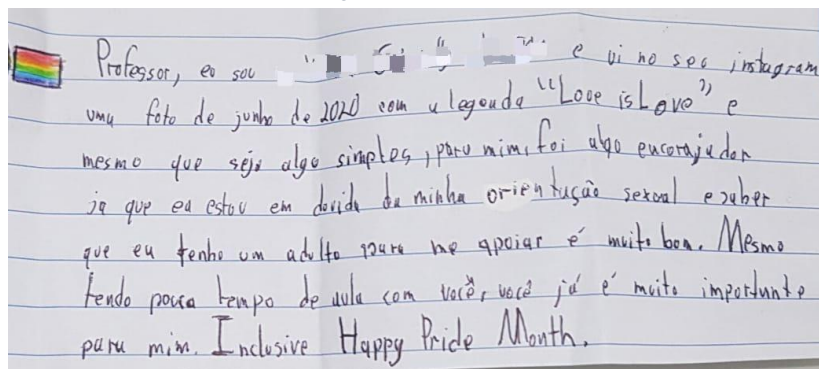 Professor, eu sou e vi no seu instagram
uma foto de junho de 2020 com a legenda "Love is Love" e
mesmo que seja algo simples, para mim, foi algo encorajador
já que eu estou em dúvida da minha orientação sexual e saber
que eu tenho um adulto para me apoiar é muito bom. Mesmo
tendo pouco tempo de aula com você, você já é muito importante
para mim. Inclusive Happy Pride Month.